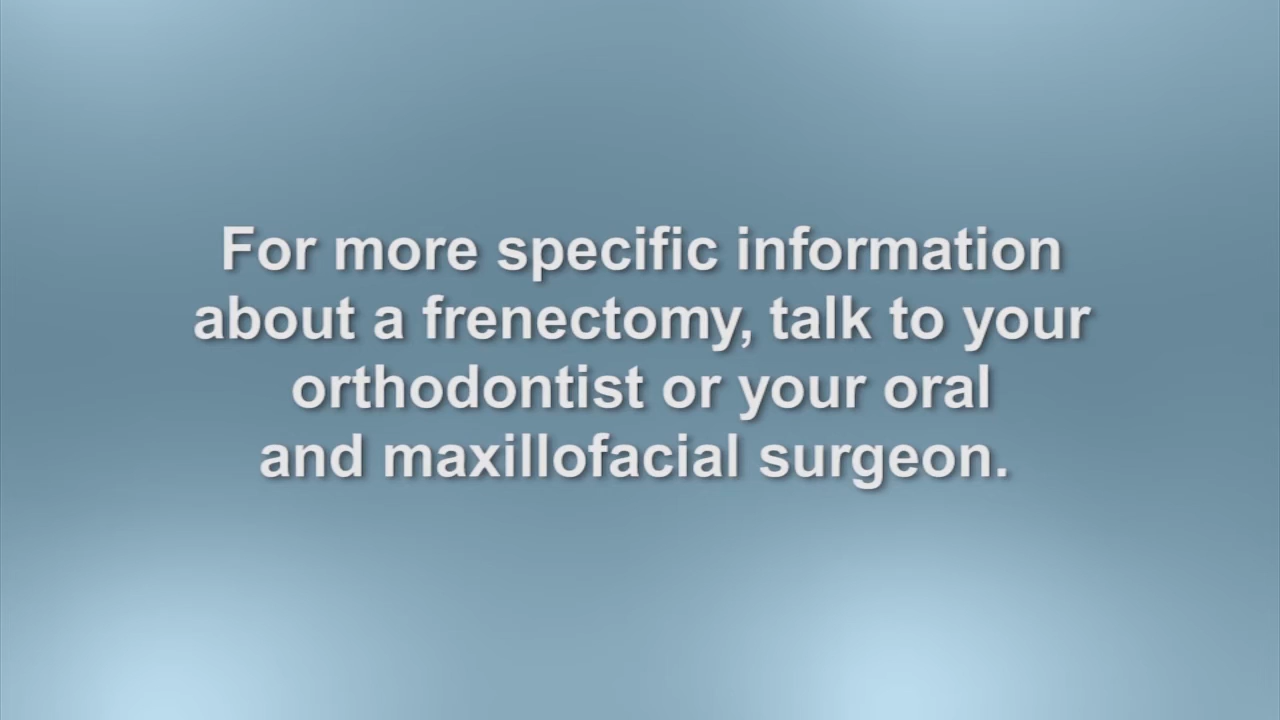 For more specific information
about a frenectomy, talk to your
orthodontist or your oral
and maxillofacial surgeon.